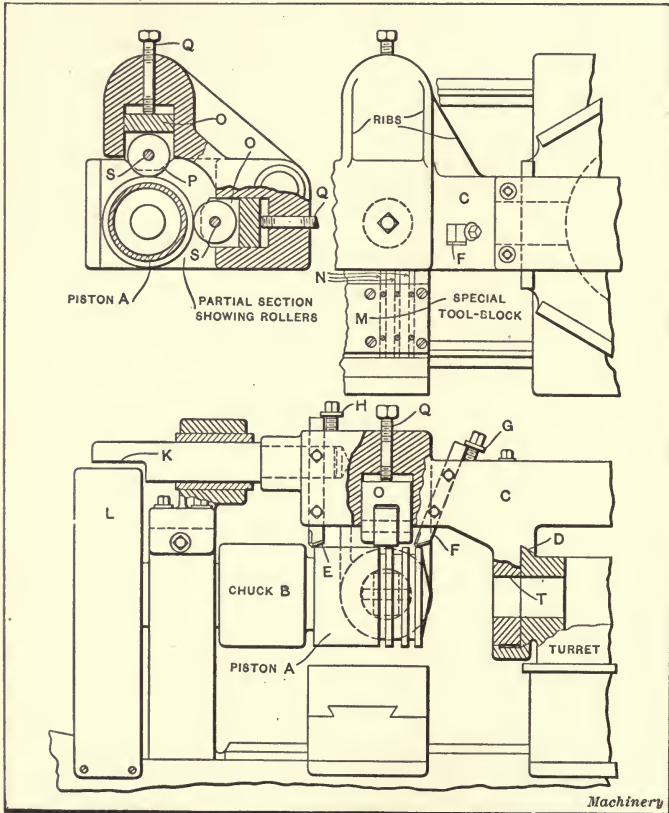 Q
O
O
S
P
Q
S
PISTON A
PARTIAL SECTION
SHOWING ROLLERS
RIBS
C
F
N
M
SPECIAL
TOOL-BLOCK
H
Q
G
K
O
C
L
E
F
D
CHUCK B
T
PISTON A
TURRET
Machinery